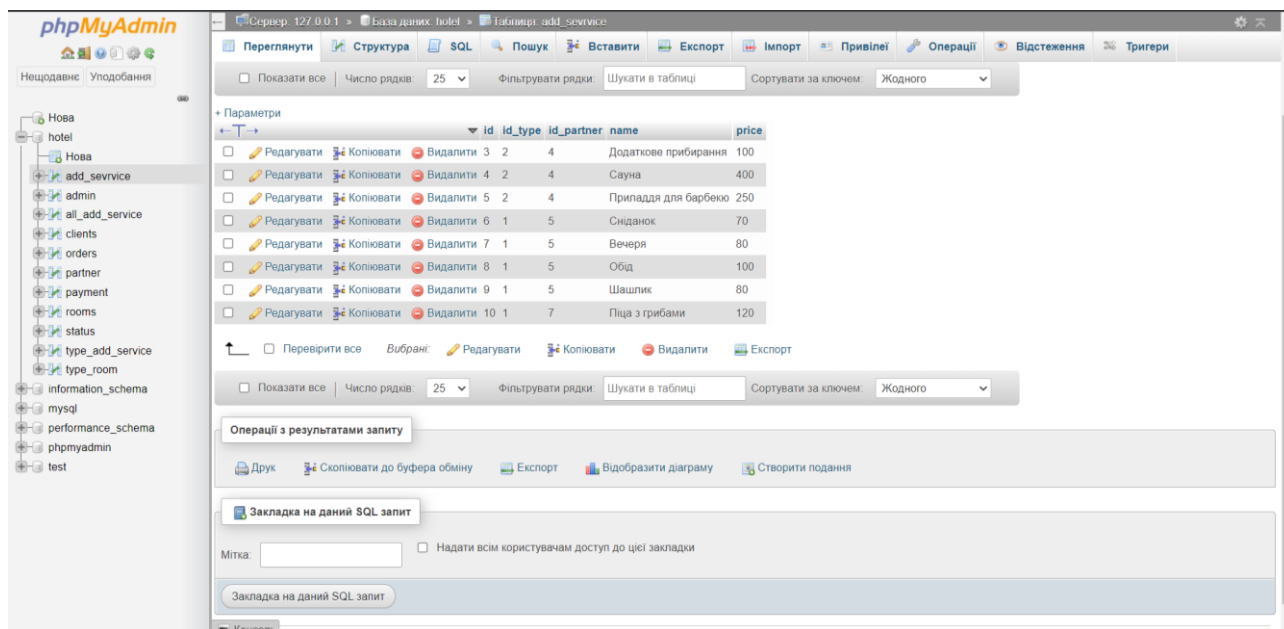 phpMyAdmin
Нещодавнє Уподобання
Нова
hotel
Нова
add_sevrvice
admin
all_add_service
clients
orders
partner
payment
rooms
status
type_add_service
type_room
information_schema
mysql
performance_schema
phpmyadmin
test
Сервер: 127.0.0.1 » База даних: hotel » Таблиця: add_sevrvice
Переглянути Структура SQL Пошук Вставити Експорт Імпорт Привілеї Операції Відстеження Тригери
Показати все Число рядків: 25 Фільтрувати рядки: Шукати в таблиці Сортувати за ключем: Жодного
+ Параметри
←T→ id id_type id_partner name price
Редагувати Копіювати Видалити 3 2 4 Додаткове прибирання 100
Редагувати Копіювати Видалити 4 2 4 Сауна 400
Редагувати Копіювати Видалити 5 2 4 Приладдя для барбекю 250
Редагувати Копіювати Видалити 6 1 5 Сніданок 70
Редагувати Копіювати Видалити 7 1 5 Вечеря 80
Редагувати Копіювати Видалити 8 1 5 Обід 100
Редагувати Копіювати Видалити 9 1 5 Шашлик 80
Редагувати Копіювати Видалити 10 1 7 Піца з грибами 120
Перевірити все Вибрані: Редагувати Копіювати Видалити Експорт
Показати все Число рядків: 25 Фільтрувати рядки: Шукати в таблиці Сортувати за ключем: Жодного
Операції з результатами запиту
Друк Скопіювати до буфера обміну Експорт Відобразити діаграму Створити подання
Закладка на даний SQL запит
Мітка: Надати всім користувачам доступ до цієї закладки
Закладка на даний SQL запит